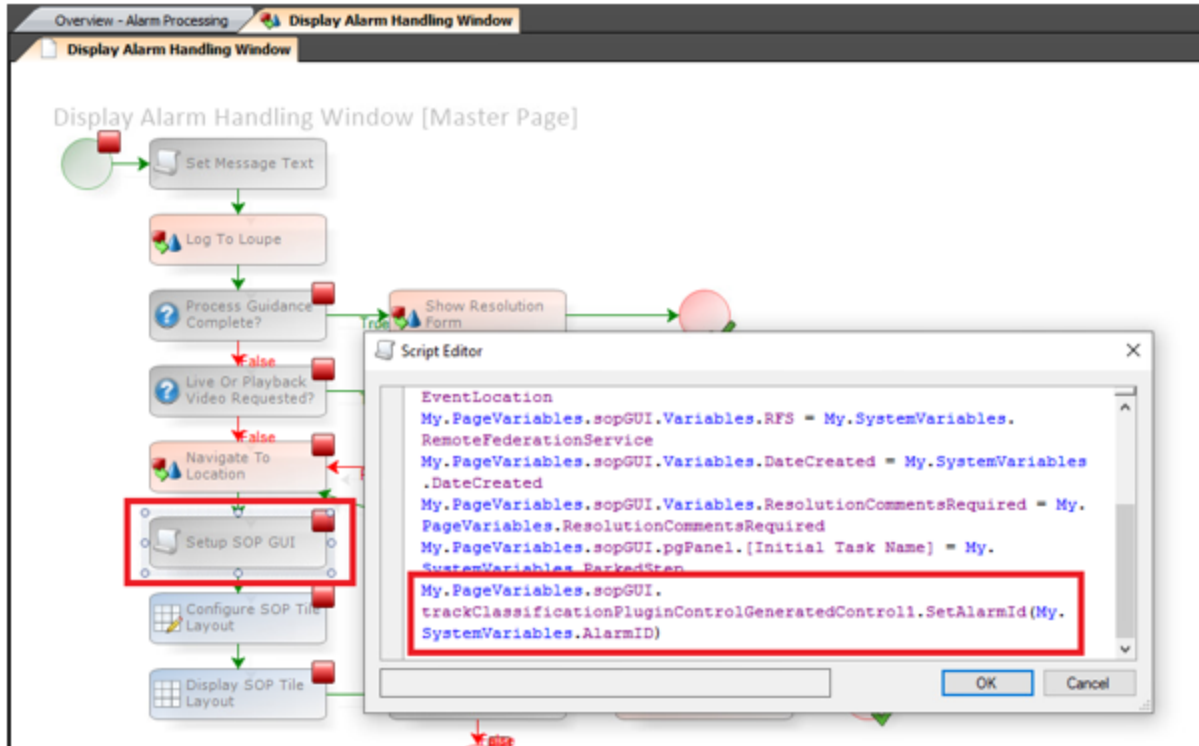 Overview - Alarm Processing
Display Alarm Handling Window
Display Alarm Handling Window
Display Alarm Handling Window [Master Page]
Set Message Text
Log To Loupe
Process Guidance
Complete?
True
Show Resolution
Form
False
Live Or Playback
Video Requested?
False
Navigate To
Location
Setup SOP GUI
Configure SOP Tile
Layout
Display SOP Tile
Layout
False
Script Editor
EventLocation
My.PageVariables.sopGUI.Variables.RFS = My.SystemVariables.
RemoteFederationService
My.PageVariables.sopGUI.Variables.DateCreated = My.SystemVariables
.DateCreated
My.PageVariables.sopGUI.Variables.ResolutionCommentsRequired = My.
PageVariables.ResolutionCommentsRequired
My.PageVariables.sopGUI.pgPanel.[Initial Task Name] = My.
SystemVariables.ParkedStep
My.PageVariables.sopGUI.
trackClassificationPluginControlGeneratedControl1.SetAlarmId(My.
SystemVariables.AlarmID)
OK
Cancel